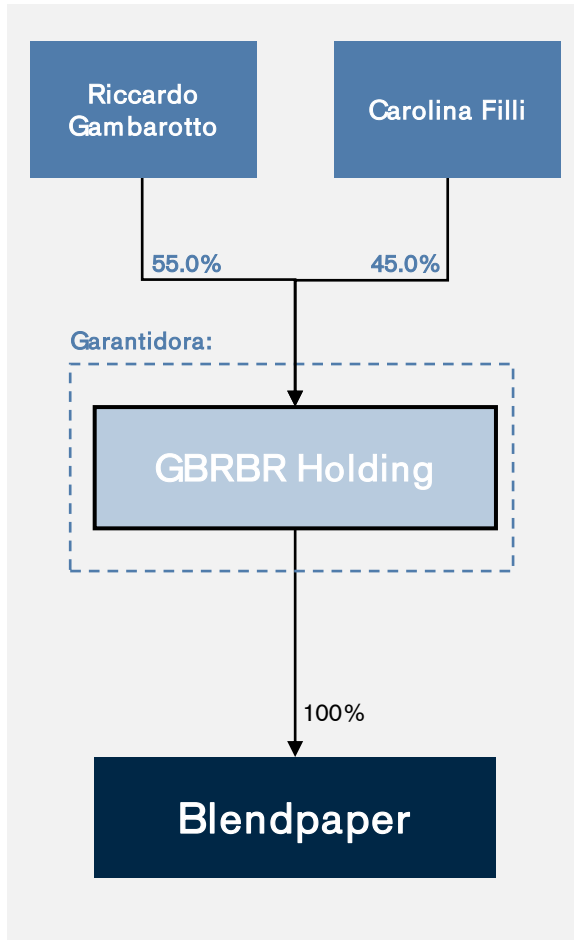 Riccardo
Gambarotto
Carolina Filli
55.0%
45.0%
Garantidora:
GBRBR Holding
100%
Blendpaper